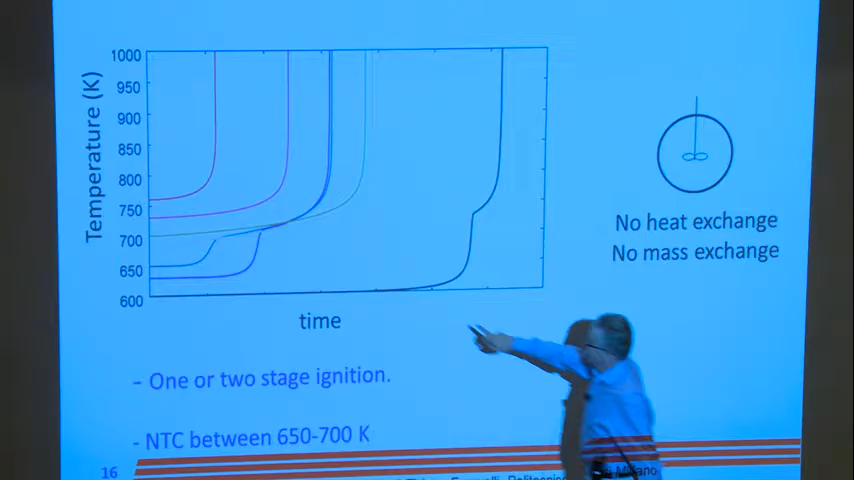 1000
950
900
850
800
750
700
650
600
Temperature (K)
time
No heat exchange
No mass exchange
– One or two stage ignition.
- NTC between 650-700 K
16
Milano